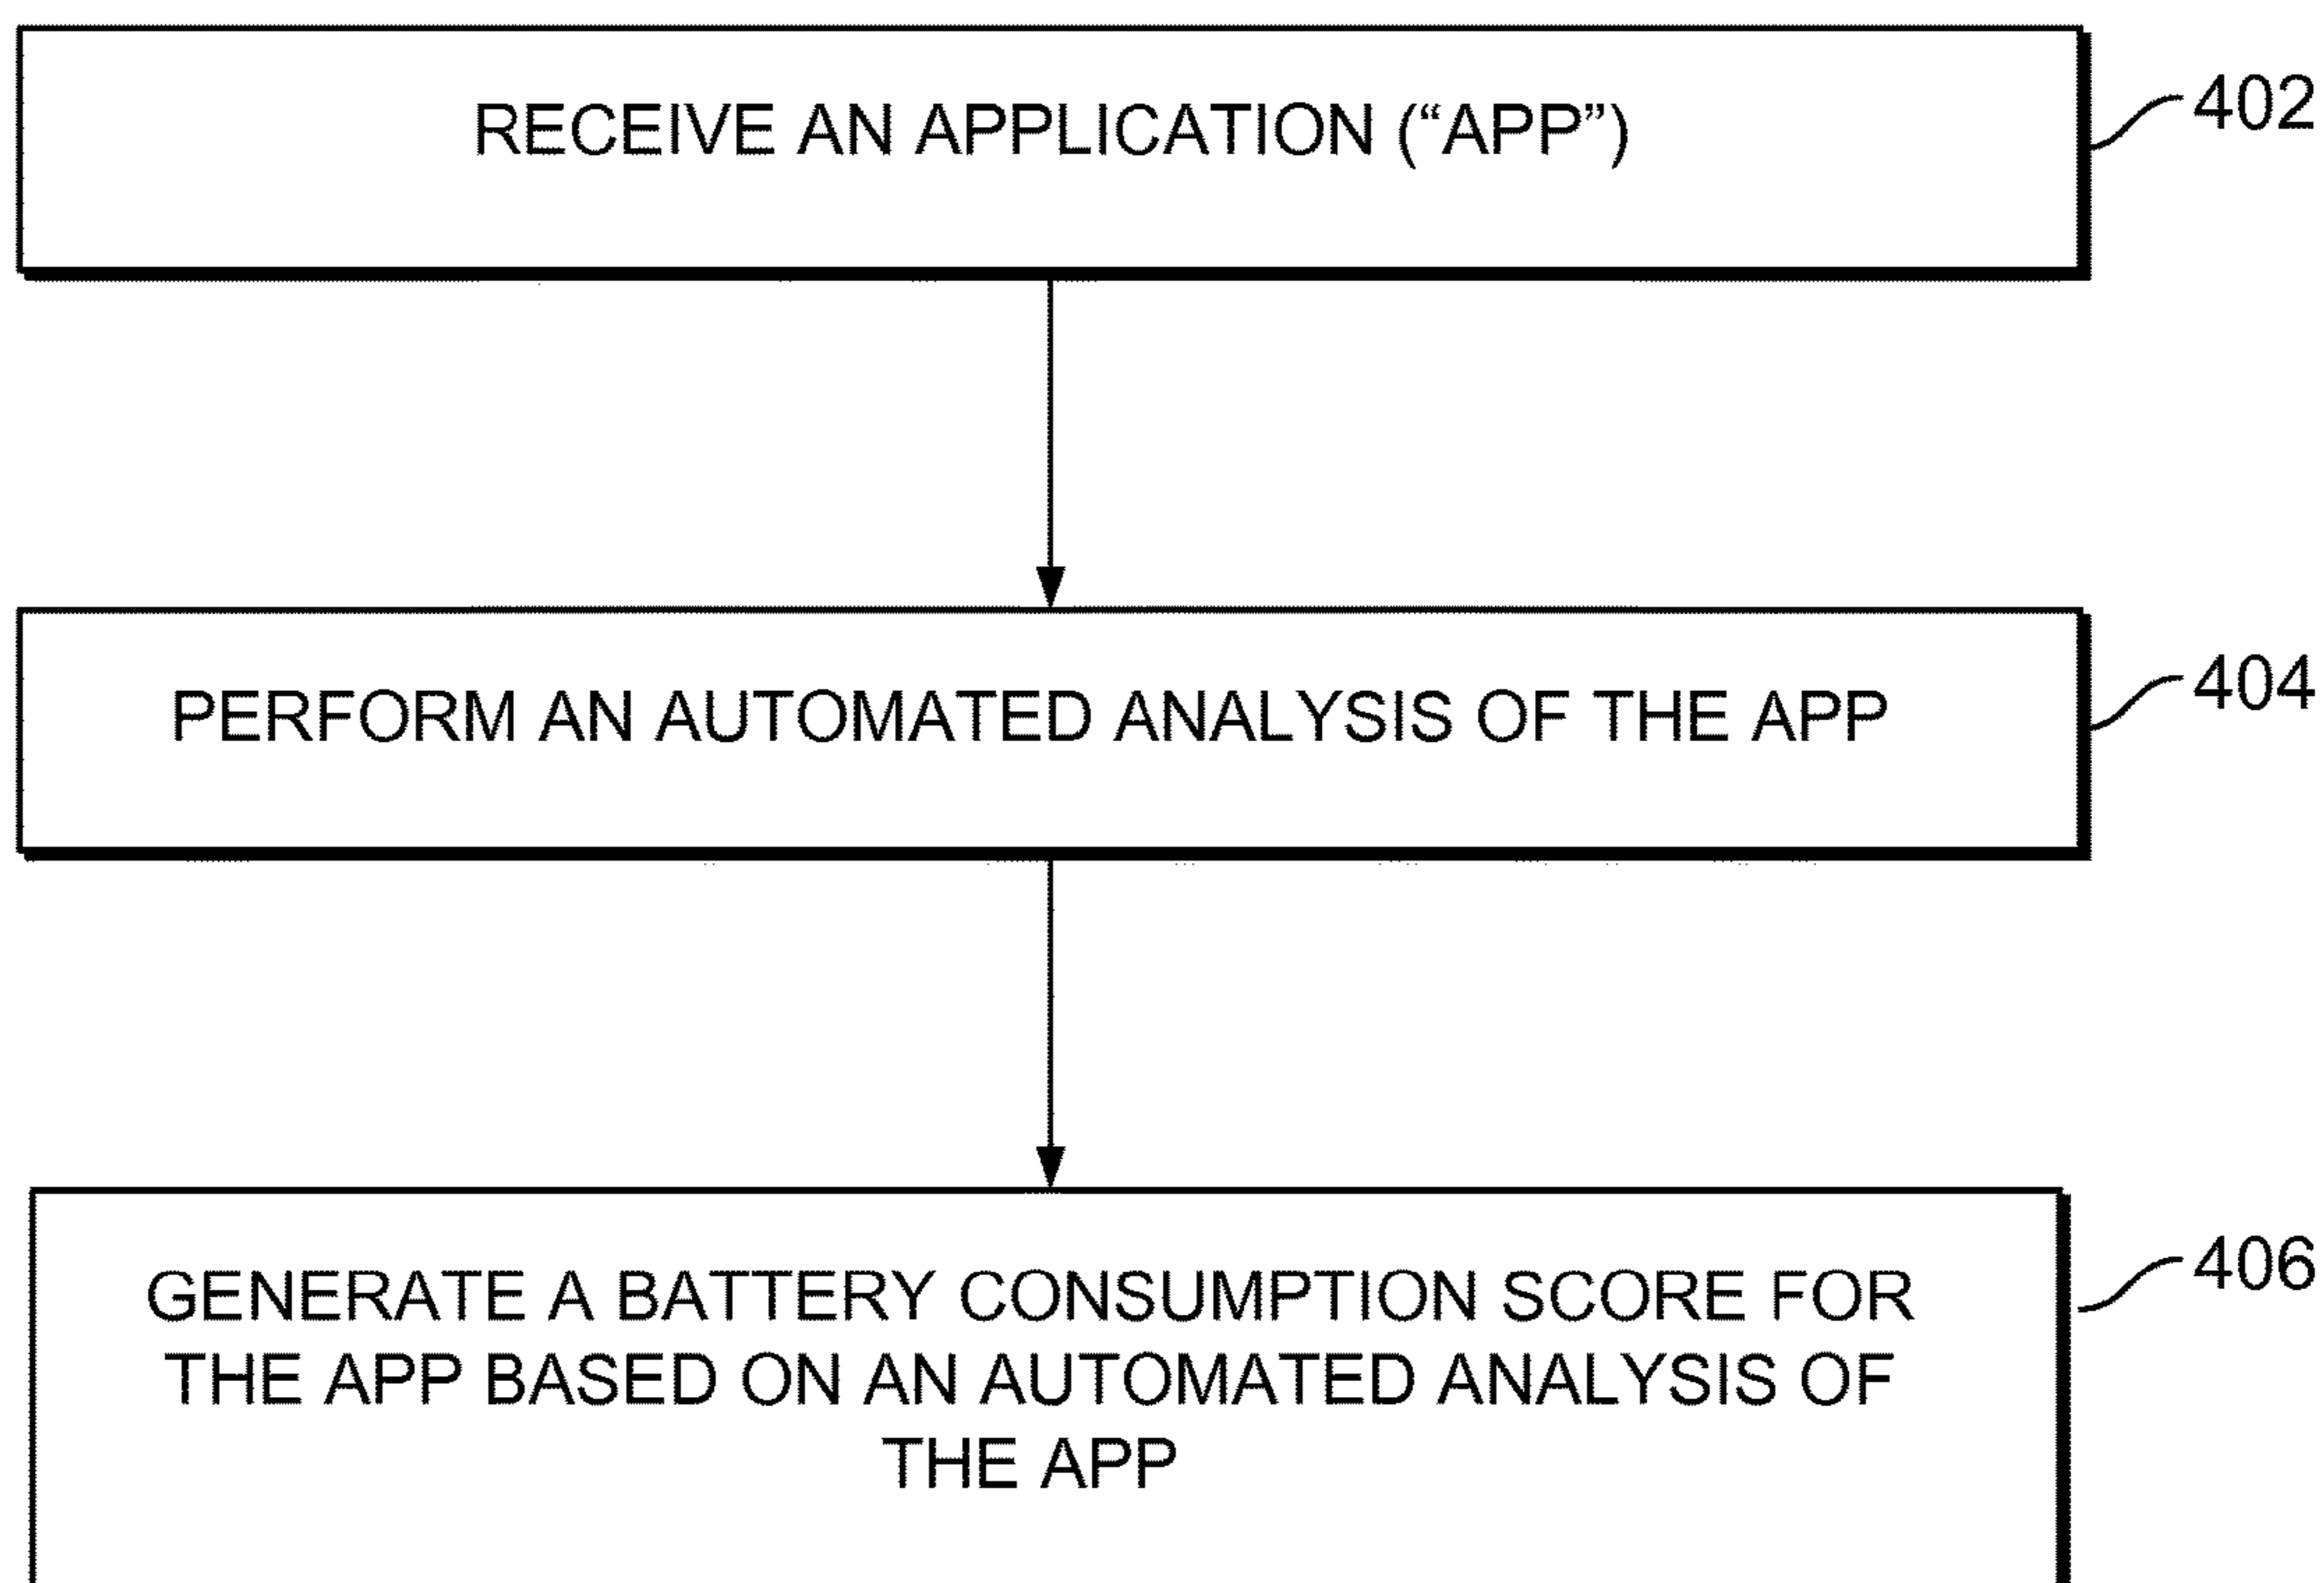 RECEIVE AN APPLICATION (“APP”)
402
PERFORM AN AUTOMATED ANALYSIS OF THE APP
404
GENERATE A BATTERY CONSUMPTION SCORE FOR
THE APP BASED ON AN AUTOMATED ANALYSIS OF
THE APP
406